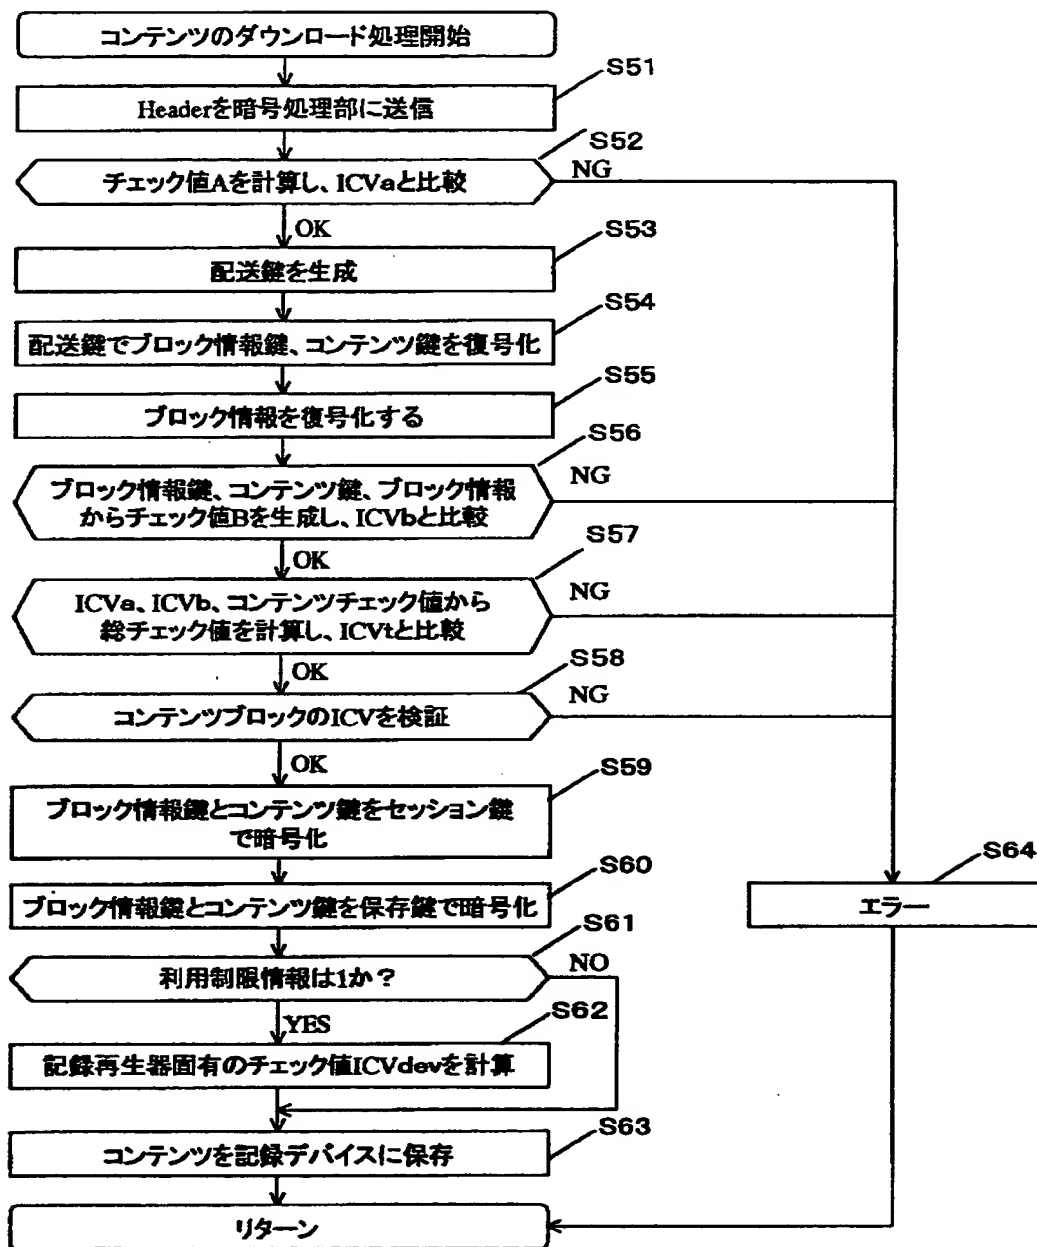 コンテンツのダウンロード処理開始
S51
Headerを暗号処理部に送信
S52
チェック値Aを計算し、ICVaと比較
NG
OK
S53
配送鍵を生成
S54
配送鍵でブロック情報鍵、コンテンツ鍵を復号化
S55
ブロック情報を復号化する
S56
ブロック情報鍵、コンテンツ鍵、ブロック情報
からチェック値Bを生成し、ICVbと比較
NG
OK
S57
ICVa、ICVb、コンテンツチェック値から
総チェック値を計算し、ICVtと比較
NG
OK
S58
コンテンツブロックのICVを検証
NG
OK
S59
ブロック情報鍵とコンテンツ鍵をセッション鍵
で暗号化
S60
ブロック情報鍵とコンテンツ鍵を保存鍵で暗号化
S61
利用制限情報は1か？
NO
YES
S62
記録再生器固有のチェック値ICVdevを計算
S63
コンテンツを記録デバイスに保存
S64
エラー
リターン